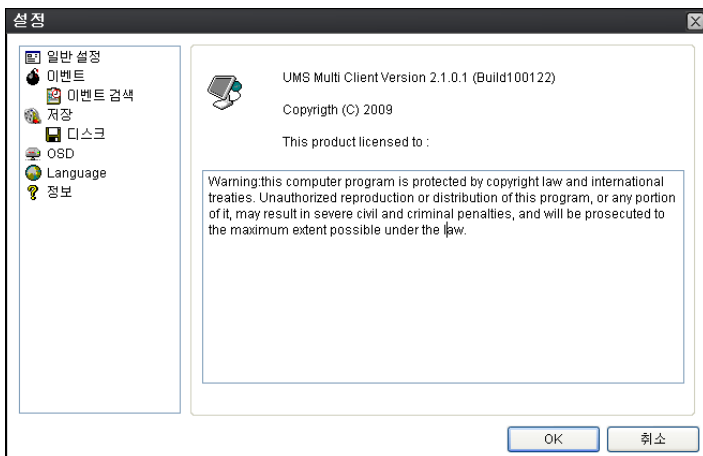 설정
일반 설정
이벤트
이벤트 검색
저장
디스크
OSD
Language
정보
UMS Multi Client Version 2.1.0.1 (Build100122)
Copyrigth (C) 2009
This product licensed to :
Warning:this computer program is protected by copyright law and international
treaties. Unauthorized reproduction or distribution of this program, or any portion
of it, may result in severe civil and criminal penalties, and will be prosecuted to
the maximum extent possible under the law.
OK
취소